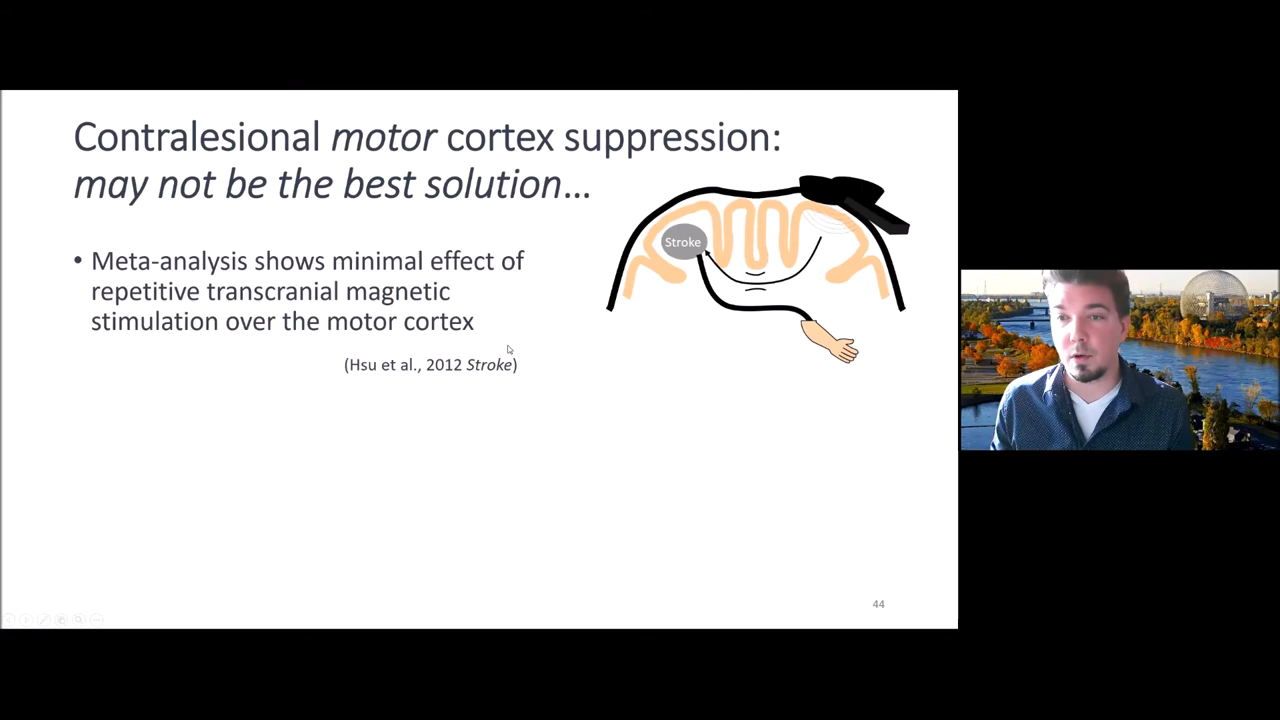 Contralesional motor cortex suppression:
may not be the best solution…
• Meta-analysis shows minimal effect of
repetitive transcranial magnetic
stimulation over the motor cortex
(Hsu et al., 2012 Stroke)
Stroke
44